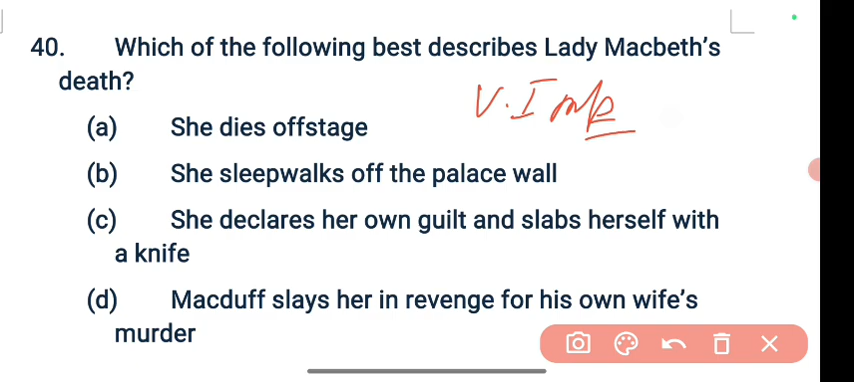 40. Which of the following best describes Lady Macbeth's
death?
V. Imp
(a) She dies offstage
(b) She sleepwalks off the palace wall
(c) She declares her own guilt and slabs herself with
a knife
(d) Macduff slays her in revenge for his own wife's
murder